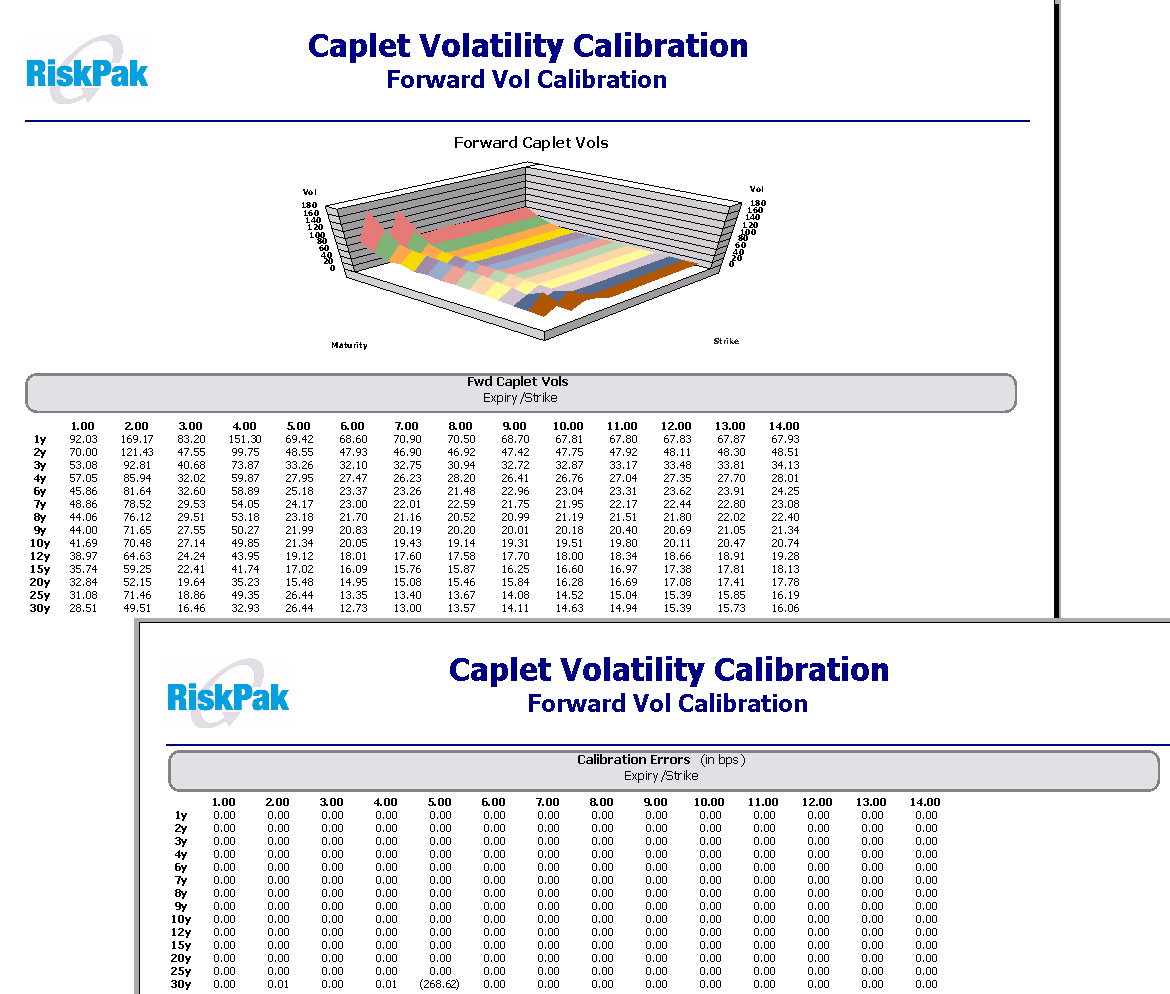 RiskPak
Caplet Volatility Calibration
Forward Vol Calibration
Forward Caplet Vols
Vol
180
160
140
120
100
80
60
40
20
0
Vol
180
160
140
120
100
80
60
40
20
0
Maturity
Strike
Fwd Caplet Vols
Expiry/Strike
1.00 2.00 3.00 4.00 5.00 6.00 7.00 8.00 9.00 10.00 11.00 12.00 13.00 14.00
1y 92.03 169.17 83.20 151.30 69.42 68.60 70.90 70.50 68.70 67.81 67.80 67.83 67.87 67.93
2y 70.00 121.43 47.55 99.75 48.55 47.93 46.90 46.92 47.42 47.75 47.92 48.11 48.30 48.51
3y 53.08 92.81 40.68 73.87 33.26 32.10 32.75 30.94 32.72 32.87 33.17 33.48 33.81 34.13
4y 57.05 85.94 32.02 59.87 27.95 27.47 26.23 28.20 26.41 26.76 27.04 27.35 27.70 28.01
6y 45.86 81.64 32.60 58.89 25.18 23.37 23.26 21.48 22.96 23.04 23.31 23.62 23.91 24.25
7y 48.86 78.52 29.53 54.05 24.17 23.00 22.01 22.59 21.75 21.95 22.17 22.44 22.80 23.08
8y 44.06 76.12 29.51 53.18 23.18 21.70 21.16 20.52 20.99 21.19 21.51 21.80 22.02 22.40
9y 44.00 71.65 27.55 50.27 21.99 20.83 20.19 20.20 20.01 20.18 20.40 20.69 21.05 21.34
10y 41.69 70.48 27.14 49.85 21.34 20.05 19.43 19.14 19.31 19.51 19.80 20.11 20.47 20.74
12y 38.97 64.63 24.24 43.95 19.12 18.01 17.60 17.58 17.70 18.00 18.34 18.66 18.91 19.28
15y 35.74 59.25 22.41 41.74 17.02 16.09 15.76 15.87 16.25 16.60 16.97 17.38 17.81 18.13
20y 32.84 52.15 19.64 35.23 15.48 14.95 15.08 15.46 15.84 16.28 16.69 17.08 17.41 17.78
25y 31.08 71.46 18.86 49.35 26.44 13.35 13.40 13.67 14.08 14.52 15.04 15.39 15.85 16.19
30y 28.51 49.51 16.46 32.93 26.44 12.73 13.00 13.57 14.11 14.63 14.94 15.39 15.73 16.06
RiskPak
Caplet Volatility Calibration
Forward Vol Calibration
Calibration Errors (in bps)
Expiry/Strike
1.00 2.00 3.00 4.00 5.00 6.00 7.00 8.00 9.00 10.00 11.00 12.00 13.00 14.00
1y 0.00 0.00 0.00 0.00 0.00 0.00 0.00 0.00 0.00 0.00 0.00 0.00 0.00 0.00
2y 0.00 0.00 0.00 0.00 0.00 0.00 0.00 0.00 0.00 0.00 0.00 0.00 0.00 0.00
3y 0.00 0.00 0.00 0.00 0.00 0.00 0.00 0.00 0.00 0.00 0.00 0.00 0.00 0.00
4y 0.00 0.00 0.00 0.00 0.00 0.00 0.00 0.00 0.00 0.00 0.00 0.00 0.00 0.00
6y 0.00 0.00 0.00 0.00 0.00 0.00 0.00 0.00 0.00 0.00 0.00 0.00 0.00 0.00
7y 0.00 0.00 0.00 0.00 0.00 0.00 0.00 0.00 0.00 0.00 0.00 0.00 0.00 0.00
8y 0.00 0.00 0.00 0.00 0.00 0.00 0.00 0.00 0.00 0.00 0.00 0.00 0.00 0.00
9y 0.00 0.00 0.00 0.00 0.00 0.00 0.00 0.00 0.00 0.00 0.00 0.00 0.00 0.00
10y 0.00 0.00 0.00 0.00 0.00 0.00 0.00 0.00 0.00 0.00 0.00 0.00 0.00 0.00
12y 0.00 0.00 0.00 0.00 0.00 0.00 0.00 0.00 0.00 0.00 0.00 0.00 0.00 0.00
15y 0.00 0.00 0.00 0.00 0.00 0.00 0.00 0.00 0.00 0.00 0.00 0.00 0.00 0.00
20y 0.00 0.00 0.00 0.00 0.00 0.00 0.00 0.00 0.00 0.00 0.00 0.00 0.00 0.00
25y 0.00 0.00 0.00 0.00 0.00 0.00 0.00 0.00 0.00 0.00 0.00 0.00 0.00 0.00
30y 0.00 0.01 0.00 0.01 (268.62) 0.00 0.00 0.00 0.00 0.00 0.00 0.00 0.00 0.00